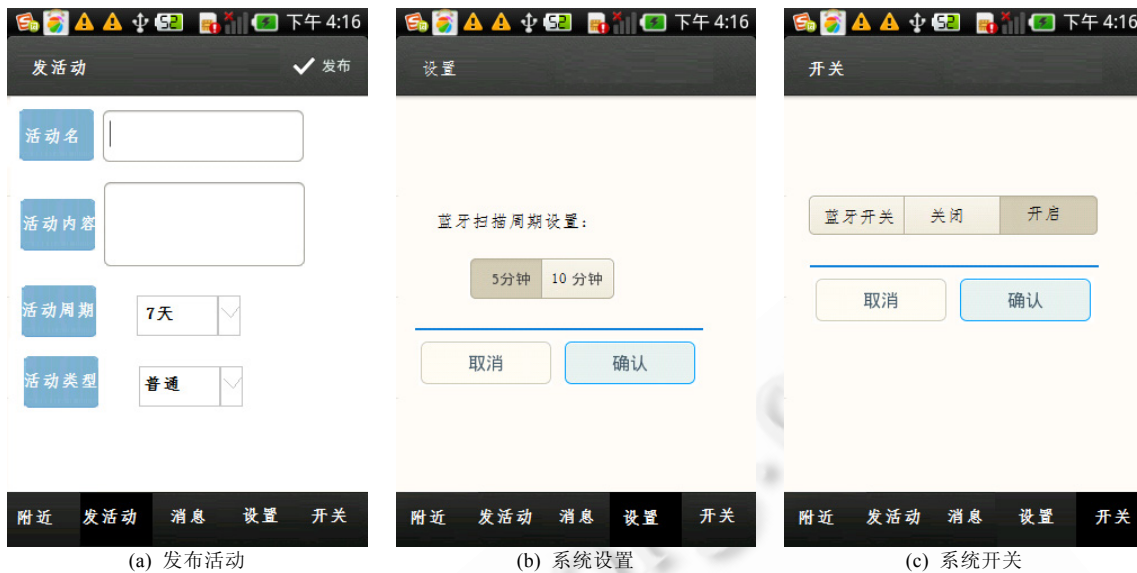 下午 4:16
发活动
发布
活动名
活动内容
活动周期
7天
活动类型
普通
附近 发活动 消息 设置 开关
(a) 发布活动
下午 4:16
设置
蓝牙扫描周期设置:
5分钟 10 分钟
取消 确认
附近 发活动 消息 设置 开关
(b) 系统设置
下午 4:16
开关
蓝牙开关 关闭 开启
取消 确认
附近 发活动 消息 设置 开关
(c) 系统开关